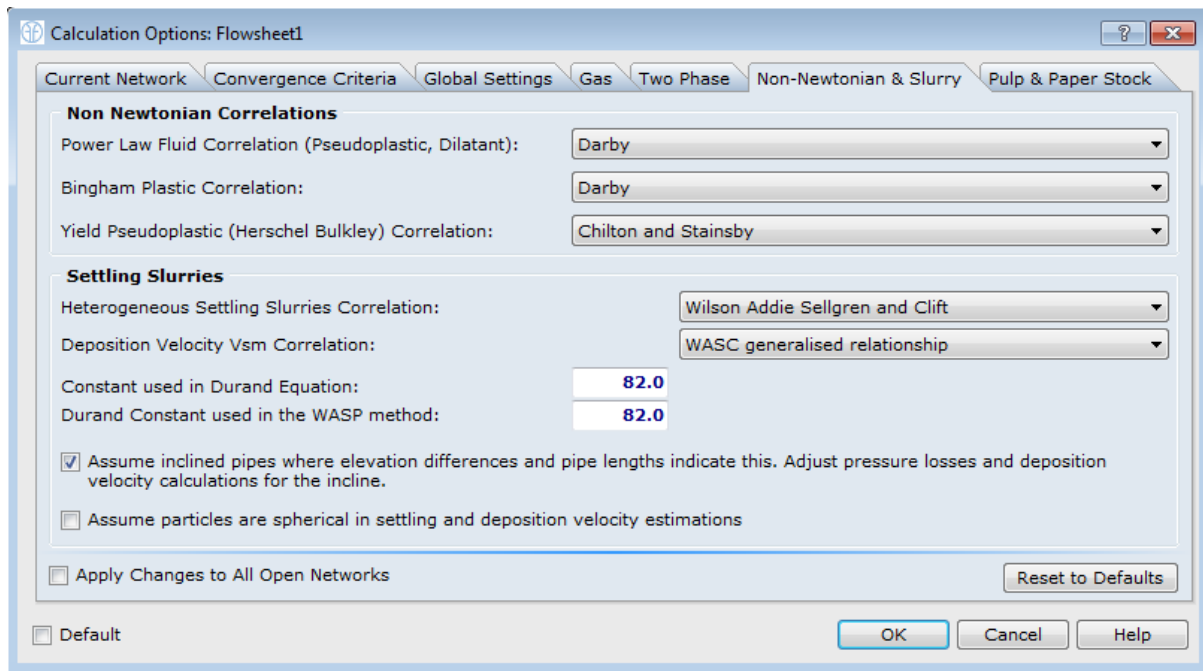 Calculation Options: Flowsheet1
Current Network Convergence Criteria Global Settings Gas Two Phase Non-Newtonian & Slurry Pulp & Paper Stock
Non Newtonian Correlations
Power Law Fluid Correlation (Pseudoplastic, Dilatant): Darby
Bingham Plastic Correlation: Darby
Yield Pseudoplastic (Herschel Bulkley) Correlation: Chilton and Stainsby
Settling Slurries
Heterogeneous Settling Slurries Correlation: Wilson Addie Sellgren and Clift
Deposition Velocity Vsm Correlation: WASC generalised relationship
Constant used in Durand Equation: 82.0
Durand Constant used in the WASP method: 82.0
Assume inclined pipes where elevation differences and pipe lengths indicate this. Adjust pressure losses and deposition
velocity calculations for the incline.
Assume particles are spherical in settling and deposition velocity estimations
Apply Changes to All Open Networks Reset to Defaults
Default OK Cancel Help